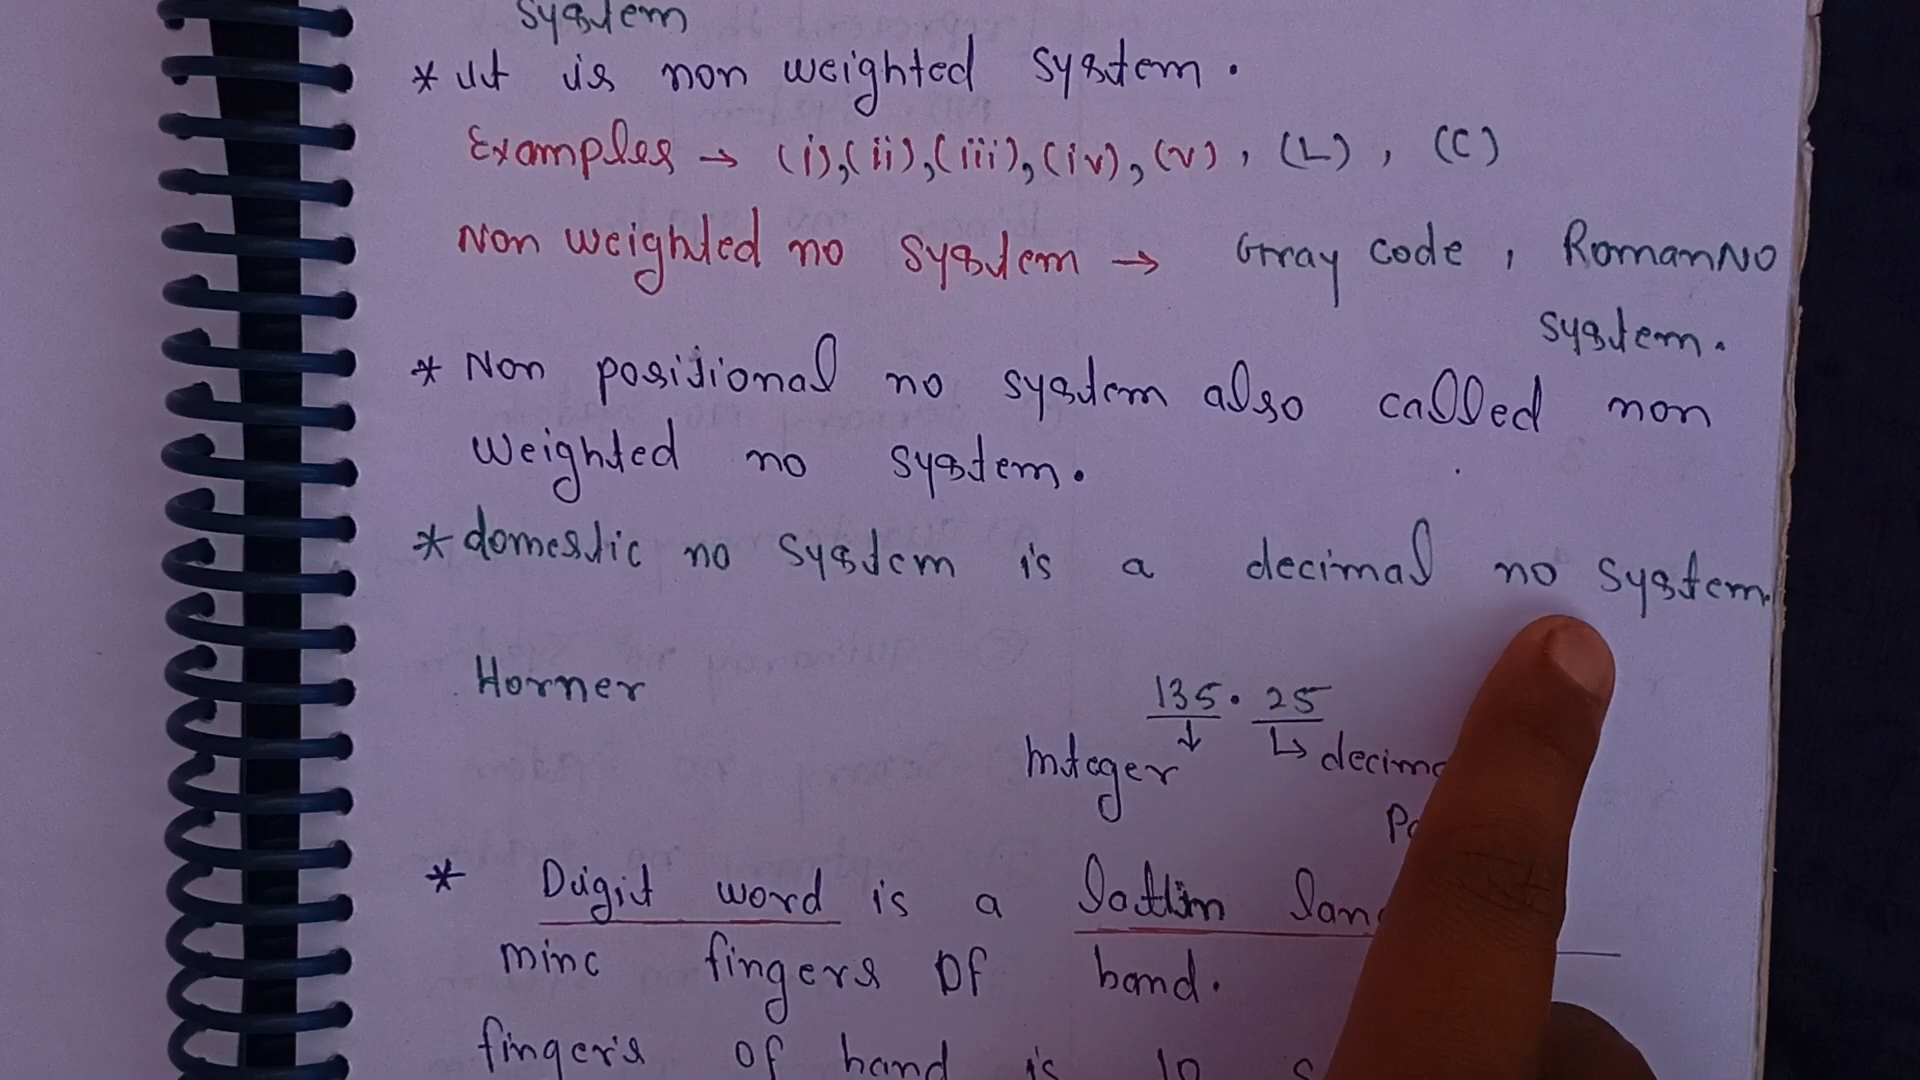 system
* It is non weighted system.
Examples → (i),(ii),(iii),(iv),(v), (L), (C)
Non weighted no system → Gray code, Roman No
system.
* Non positional no system also called non
weighted no system.
* domestic no system is a decimal no system.
Horner 135.25
Integer
* Digit word is a
fingers of hand.
fingers of hand is 10